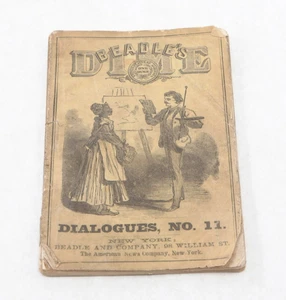 BEADLE'S
DIME
DIALOGUES, NO. 11.
NEW YORK:
BEADLE AND COMPANY, 98 WILLIAM ST.
The American News Company, New York.